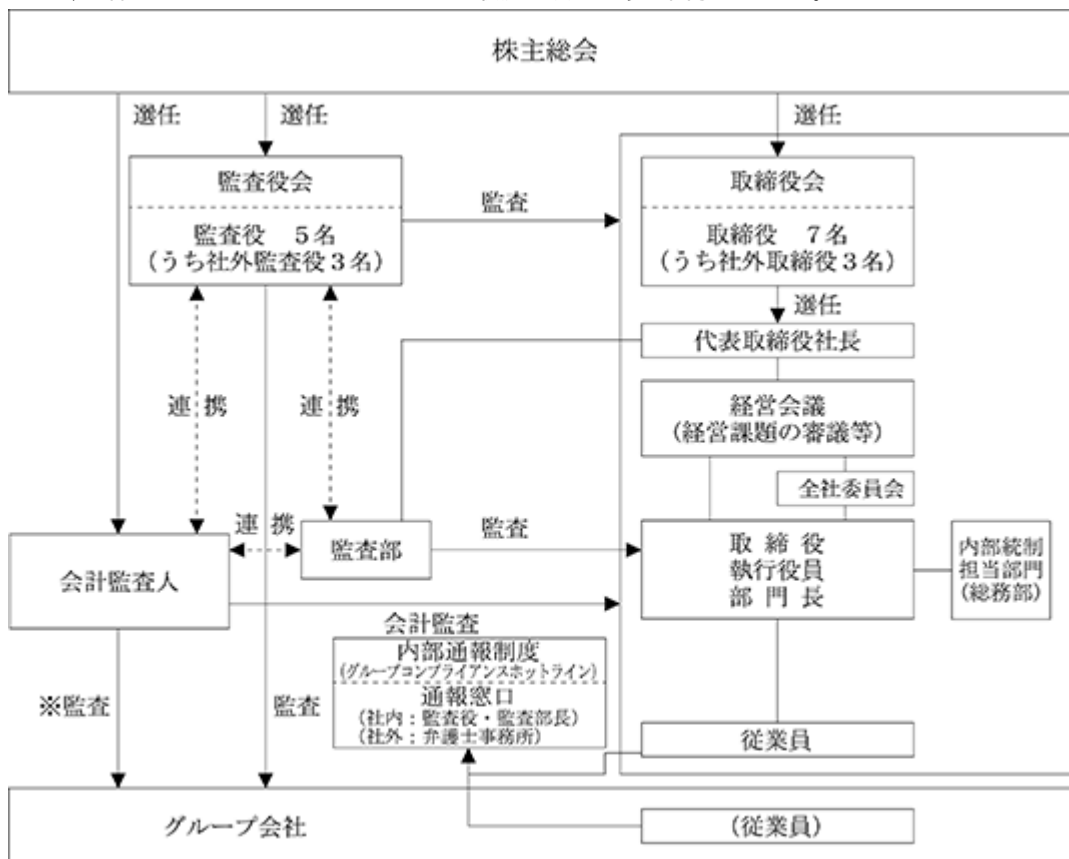 株主総会
選任
選任
選任
監査役会
監査役 5名
(うち社外監査役3名)
監査
取締役会
取締役 7名
(うち社外取締役3名)
選任
代表取締役社長
連携
連携
経営会議
(経営課題の審議等)
全社委員会
会計監査人
連携
監査部
監査
取締役
執行役員
部門長
内部統制
担当部門
(総務部)
会計監査
内部通報制度
(グループコンプライアンスホットライン)
通報窓口
(社内:監査役・監査部長)
(社外:弁護士事務所)
※監査
監査
従業員
グループ会社
(従業員)